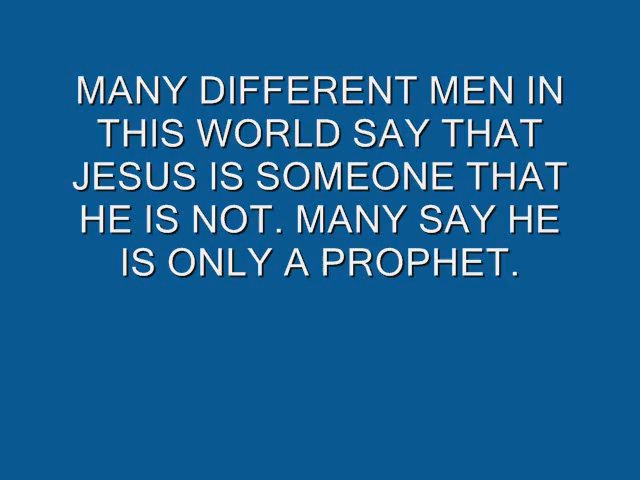 MANY DIFFERENT MEN IN
THIS WORLD SAY THAT
JESUS IS SOMEONE THAT
HE IS NOT. MANY SAY HE
IS ONLY A PROPHET.